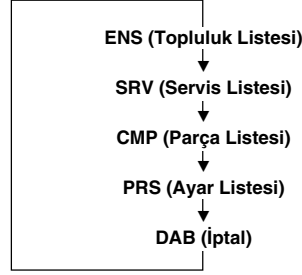 ENS (Topluluk Listesi)
SRV (Servis Listesi)
CMP (Parça Listesi)
PRS (Ayar Listesi)
DAB (İptal)